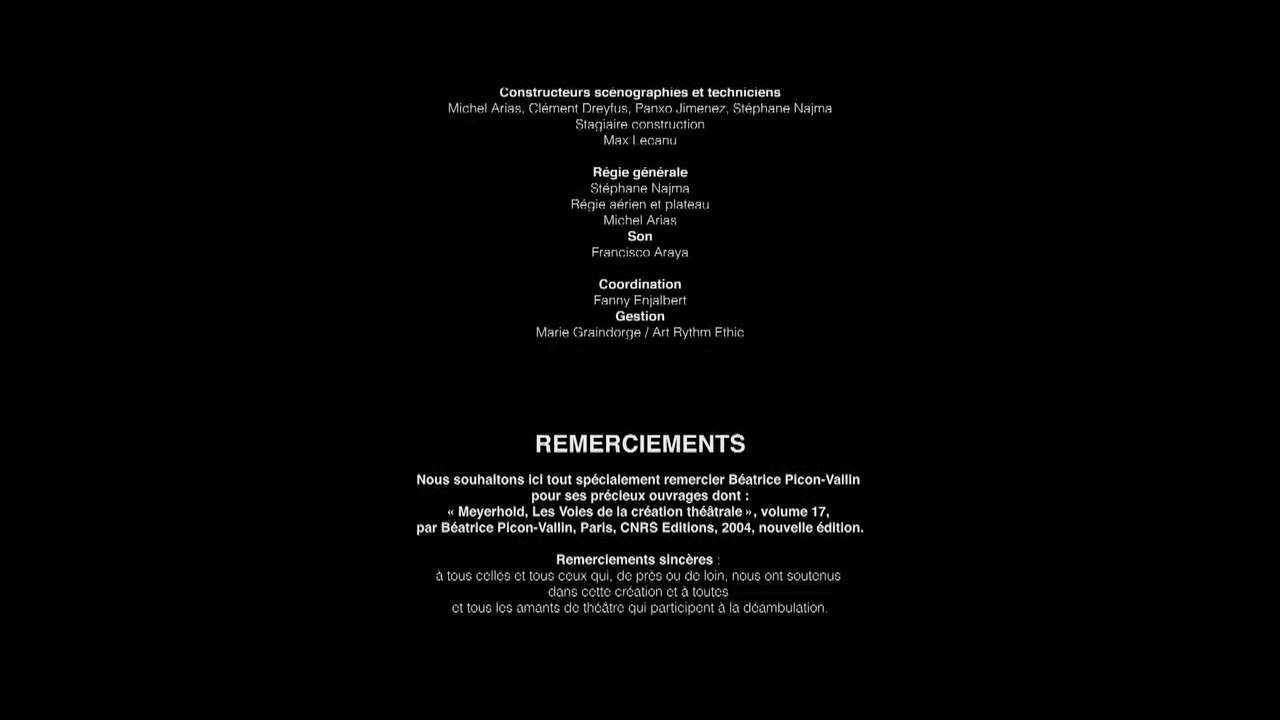 Constructeurs scénographies et techniciens
Michel Arias, Clément Dreyfus, Panxo Jimenez, Stéphane Najma
Stagiaire construction
Max Lecanu
Régie générale
Stéphane Najma
Régie aérien et plateau
Michel Arias
Son
Francisco Araya
Coordination
Fanny Enjalbert
Gestion
Marie Graindorge / Art Rythm Ethic
REMERCIEMENTS
Nous souhaitons ici tout spécialement remercier Béatrice Picon-Vallin
pour ses précieux ouvrages dont :
« Meyerhold, Les Voies de la création théâtrale », volume 17,
par Béatrice Picon-Vallin, Paris, CNRS Editions, 2004, nouvelle édition.
Remerciements sincères :
à tous celles et tous ceux qui, de près ou de loin, nous ont soutenus
dans cette création et à toutes
et tous les amants de théâtre qui participent à la déambulation.